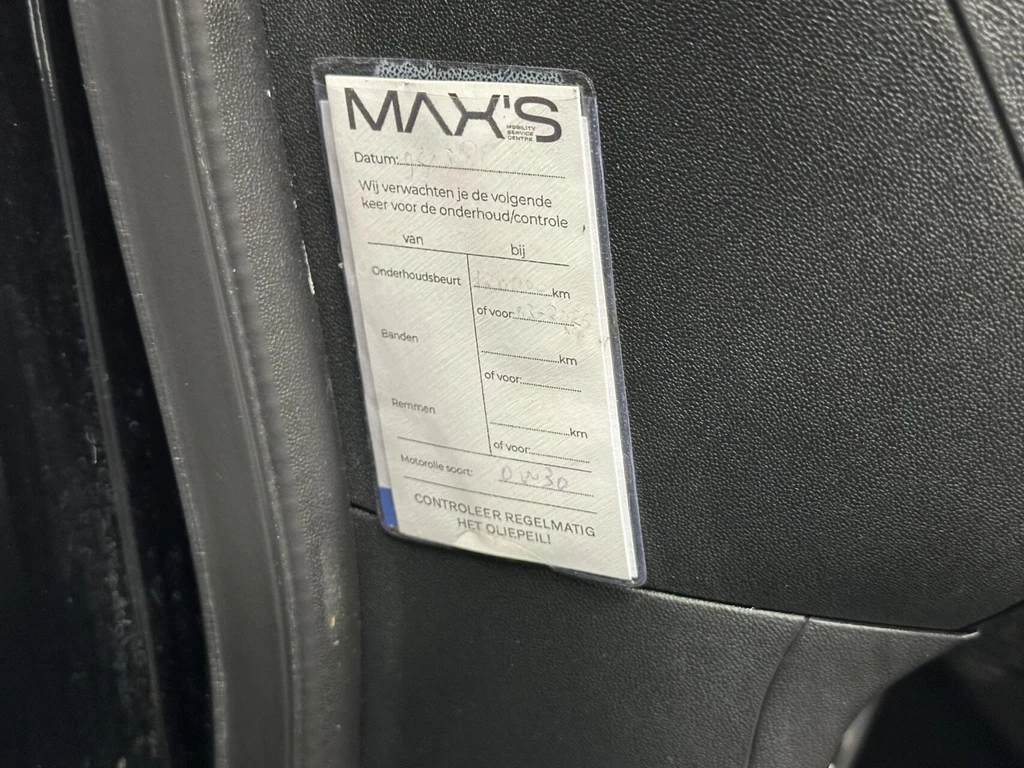 MAX'S
MOBILITY
SERVICE
CENTRE
Datum:
Wij verwachten je de volgende
keer voor de onderhoud/controle
van bij
Onderhoudsbeurt km
of voor:
Banden km
of voor:
Remmen km
of voor:
Motorolie soort: 0W30
CONTROLEER REGELMATIG
HET OLIEPEIL!